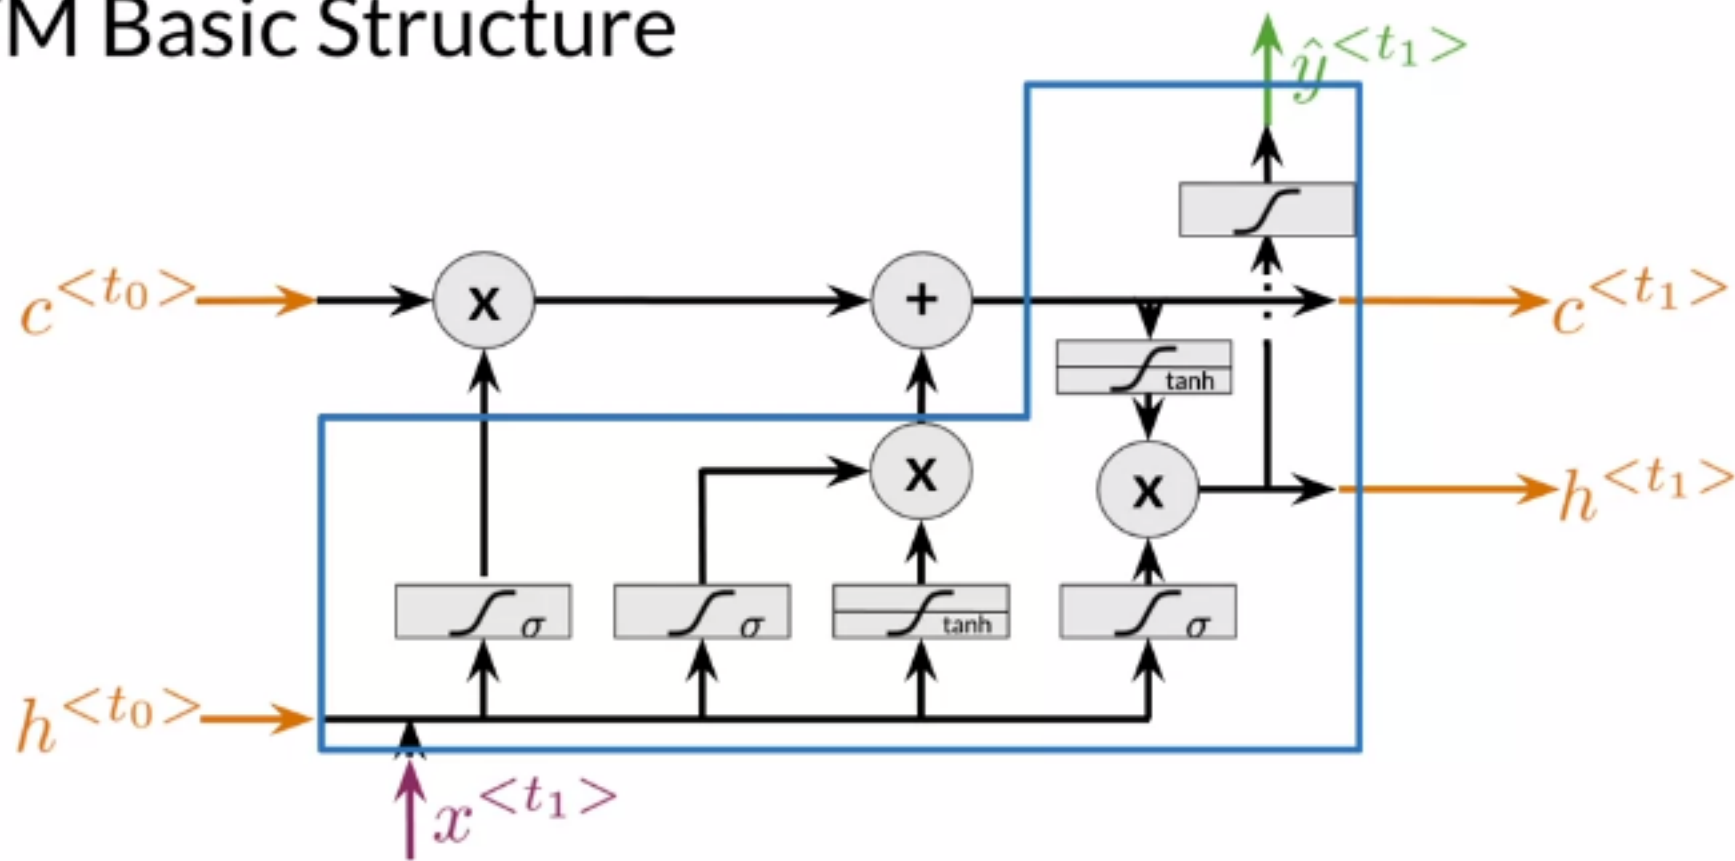 M Basic Structure
ŷ^{<t₁>}
c^{<t₀>}
x
+
c^{<t₁>}
tanh
x
x
h^{<t₁>}
σ
σ
tanh
σ
h^{<t₀>}
x^{<t₁>}